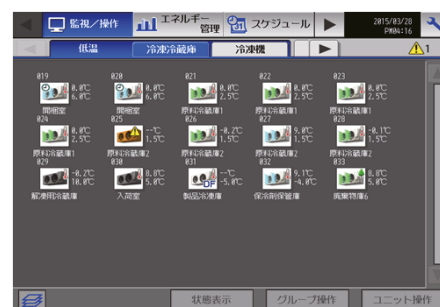 監視/操作
エネルギー
管理
スケジュール
2015/03/28
PM04:16
低温
冷凍冷蔵庫
冷凍機
1
019
0.0℃
6.0℃
開梱室
020
0.0℃
6.0℃
開梱室
021
0.0℃
2.5℃
原料冷蔵庫1
022
0.0℃
2.5℃
原料冷蔵庫1
023
0.0℃
2.5℃
原料冷蔵庫1
024
0.0℃
2.5℃
原料冷蔵庫1
025
--℃
1.5℃
原料冷蔵庫2
026
-0.2℃
1.5℃
原料冷蔵庫2
027
9.0℃
1.5℃
原料冷蔵庫2
028
-0.1℃
1.5℃
原料冷蔵庫2
029
-0.2℃
10.0℃
解凍用冷蔵庫
030
8.8℃
5.0℃
入荷室
031
--℃
-5.0℃
DF
製品冷凍庫
032
9.1℃
-4.0℃
保冷剤保管庫
033
8.8℃
5.0℃
廃棄物庫6
状態表示
グループ操作
ユニット操作